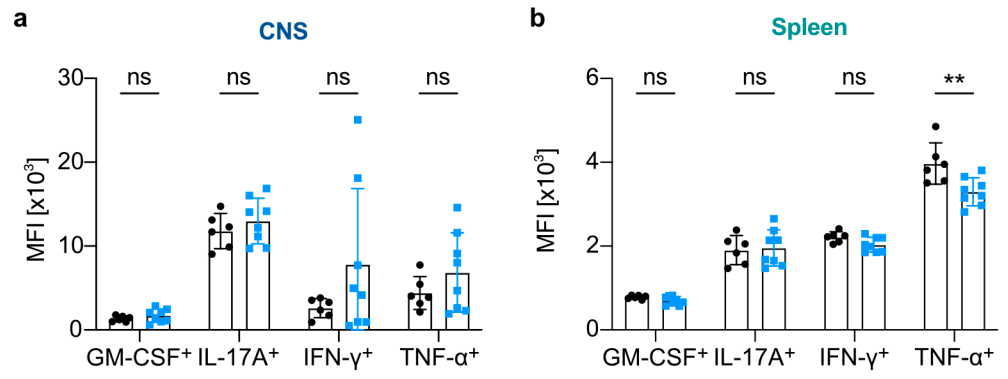 a
CNS
MFI [x10³]
30
20
10
0
ns ns ns ns
GM-CSF⁺ IL-17A⁺ IFN-γ⁺ TNF-α⁺
b
Spleen
MFI [x10³]
6
4
2
0
ns ns ns **
GM-CSF⁺ IL-17A⁺ IFN-γ⁺ TNF-α⁺